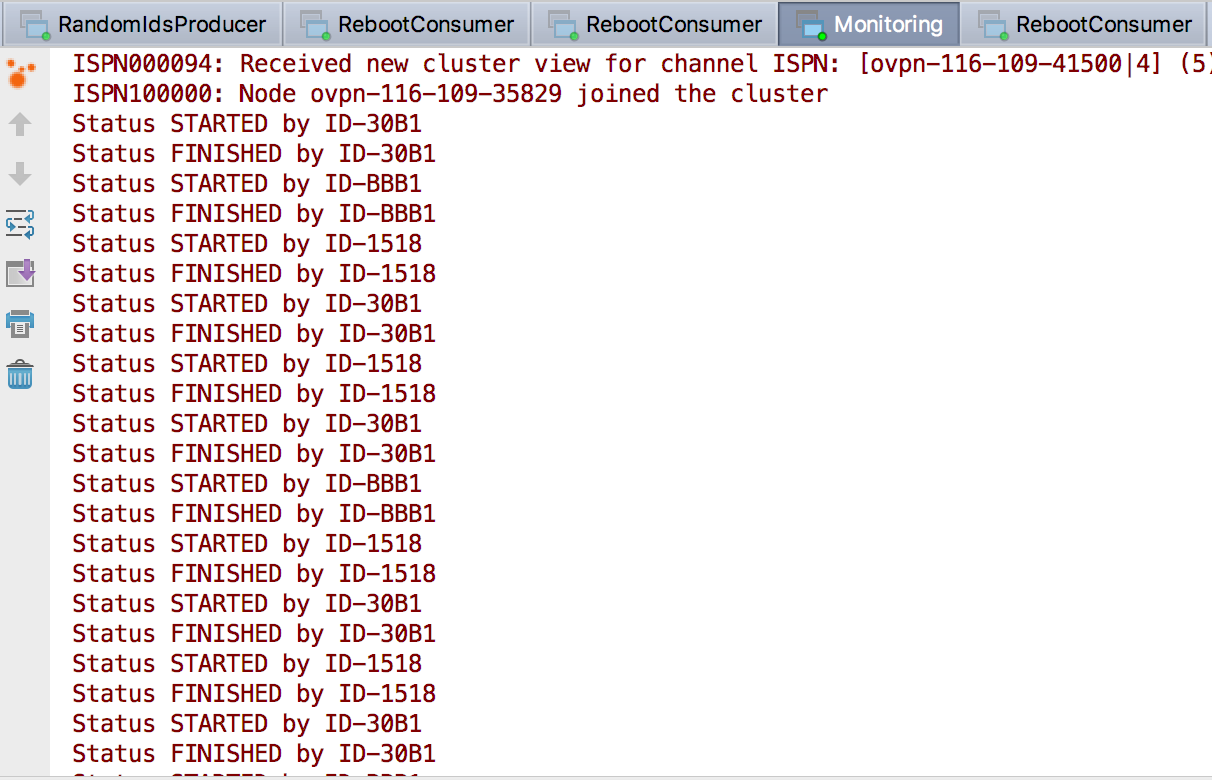 RandomIdsProducer RebootConsumer RebootConsumer Monitoring RebootConsumer
ISPN000094: Received new cluster view for channel ISPN: [ovpn-116-109-41500|4] (5)
ISPN100000: Node ovpn-116-109-35829 joined the cluster
Status STARTED by ID-30B1
Status FINISHED by ID-30B1
Status STARTED by ID-BBB1
Status FINISHED by ID-BBB1
Status STARTED by ID-1518
Status FINISHED by ID-1518
Status STARTED by ID-30B1
Status FINISHED by ID-30B1
Status STARTED by ID-1518
Status FINISHED by ID-1518
Status STARTED by ID-30B1
Status FINISHED by ID-30B1
Status STARTED by ID-BBB1
Status FINISHED by ID-BBB1
Status STARTED by ID-1518
Status FINISHED by ID-1518
Status STARTED by ID-30B1
Status FINISHED by ID-30B1
Status STARTED by ID-1518
Status FINISHED by ID-1518
Status STARTED by ID-30B1
Status FINISHED by ID-30B1